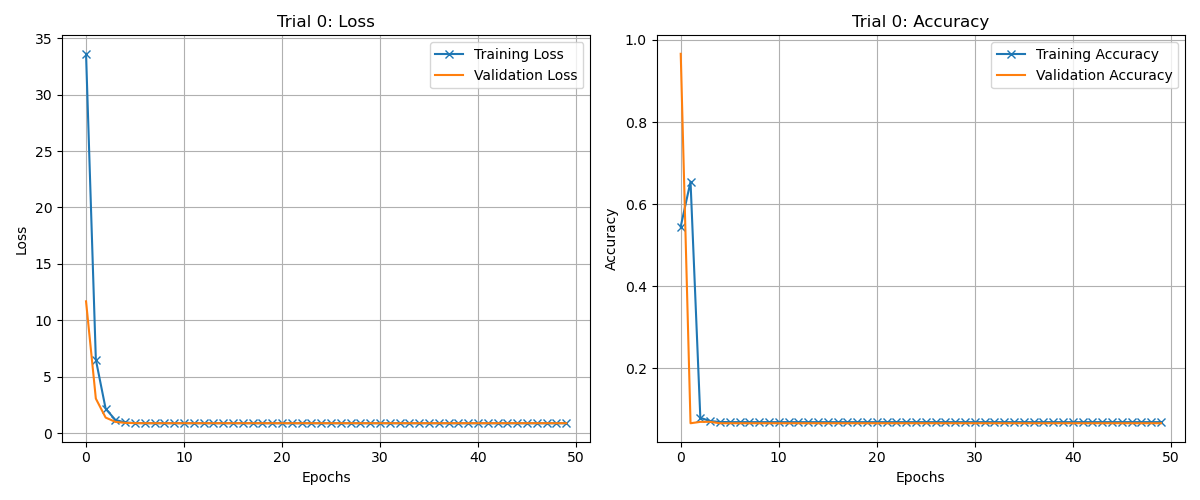 Trial 0: Loss
35
30
25
20
15
10
5
0
Loss
Training Loss
Validation Loss
0 10 20 30 40 50
Epochs
Trial 0: Accuracy
1.0
0.8
0.6
0.4
0.2
Accuracy
Training Accuracy
Validation Accuracy
0 10 20 30 40 50
Epochs